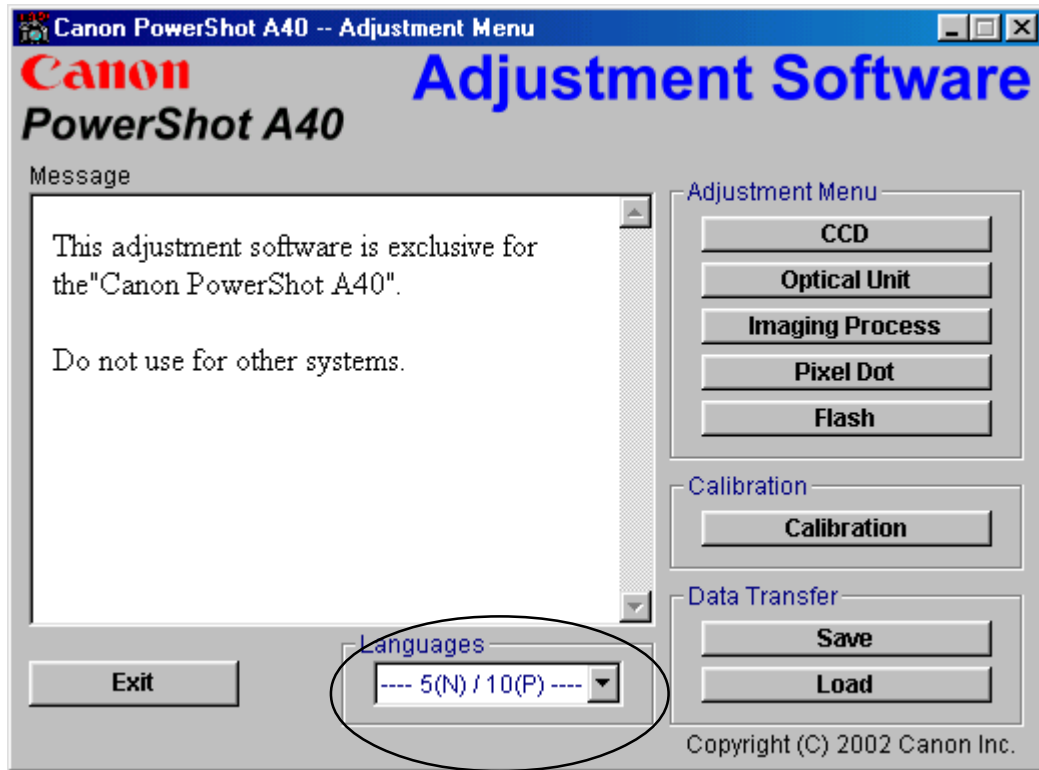 Canon PowerShot A40 -- Adjustment Menu
Canon
Adjustment Software
PowerShot A40
Message
This adjustment software is exclusive for
the"Canon PowerShot A40".
Do not use for other systems.
Adjustment Menu
CCD
Optical Unit
Imaging Process
Pixel Dot
Flash
Calibration
Calibration
Data Transfer
Save
Load
Languages
---- 5(N) / 10(P) ----
Exit
Copyright (C) 2002 Canon Inc.